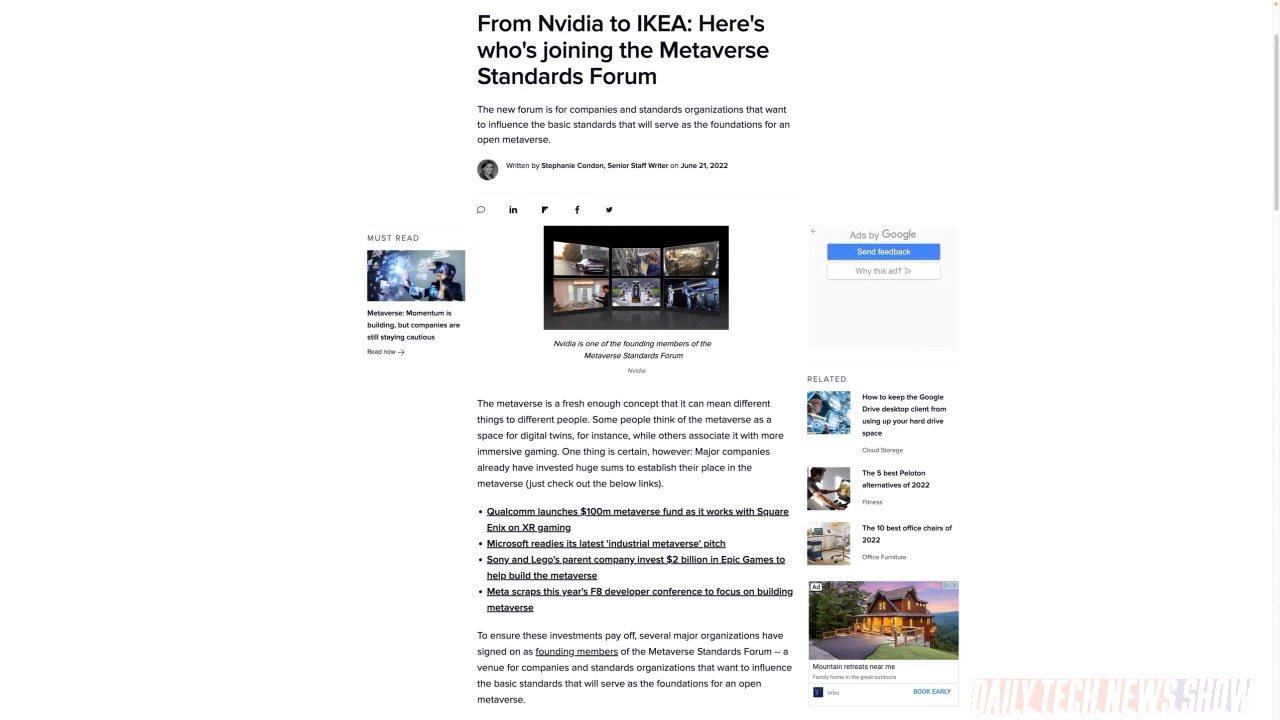 From Nvidia to IKEA: Here's
who's joining the Metaverse
Standards Forum
The new forum is for companies and standards organizations that want
to influence the basic standards that will serve as the foundations for an
open metaverse.
Written by Stephanie Condon, Senior Staff Writer on June 21, 2022
MUST READ
Metaverse: Momentum is
building, but companies are
still staying cautious
Read now
Nvidia is one of the founding members of the
Metaverse Standards Forum
Nvidia
The metaverse is a fresh enough concept that it can mean different
things to different people. Some people think of the metaverse as a
space for digital twins, for instance, while others associate it with more
immersive gaming. One thing is certain, however: Major companies
already have invested huge sums to establish their place in the
metaverse (just check out the below links).
• Qualcomm launches $100m metaverse fund as it works with Square
Enix on XR gaming
• Microsoft readies its latest 'industrial metaverse' pitch
• Sony and Lego's parent company invest $2 billion in Epic Games to
help build the metaverse
• Meta scraps this year's F8 developer conference to focus on building
metaverse
To ensure these investments pay off, several major organizations have
signed on as founding members of the Metaverse Standards Forum -- a
venue for companies and standards organizations that want to influence
the basic standards that will serve as the foundations for an open
metaverse.
Ads by Google
Send feedback
Why this ad?
RELATED
How to keep the Google
Drive desktop client from
using up your hard drive
space
Cloud Storage
The 5 best Peloton
alternatives of 2022
Fitness
The 10 best office chairs of
2022
Office Furniture
Ad
Mountain retreats near me
Family home in the great outdoors
Vrbo
BOOK EARLY
DAILY TECH NEWS SHOW